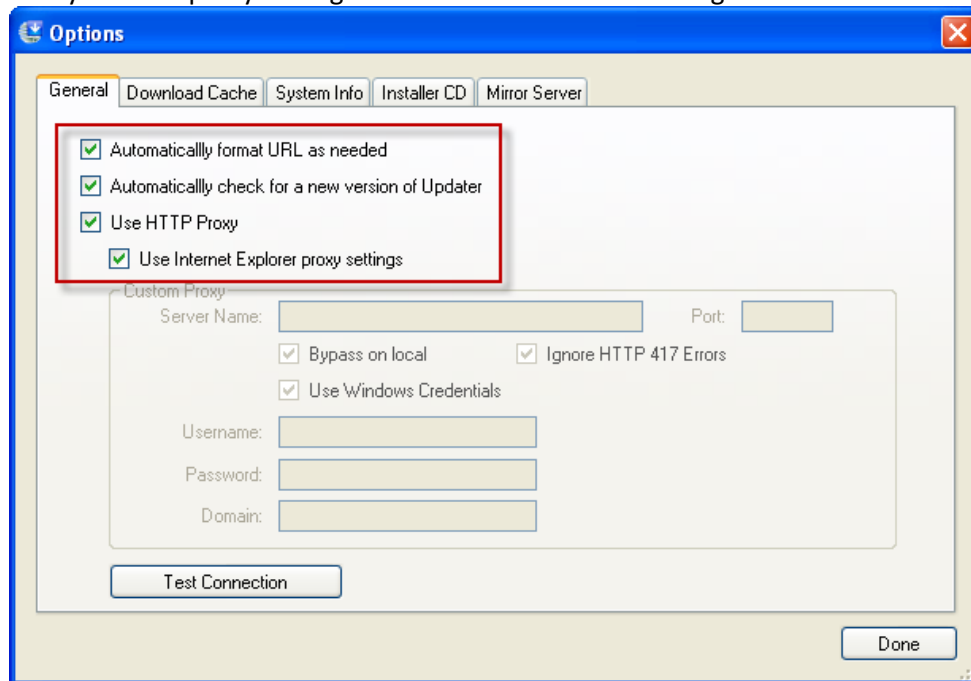 Options
General Download Cache System Info Installer CD Mirror Server
Automaticallly format URL as needed
Automaticallly check for a new version of Updater
Use HTTP Proxy
Use Internet Explorer proxy settings
Custom Proxy
Server Name: Port:
Bypass on local Ignore HTTP 417 Errors
Use Windows Credentials
Username:
Password:
Domain:
Test Connection
Done